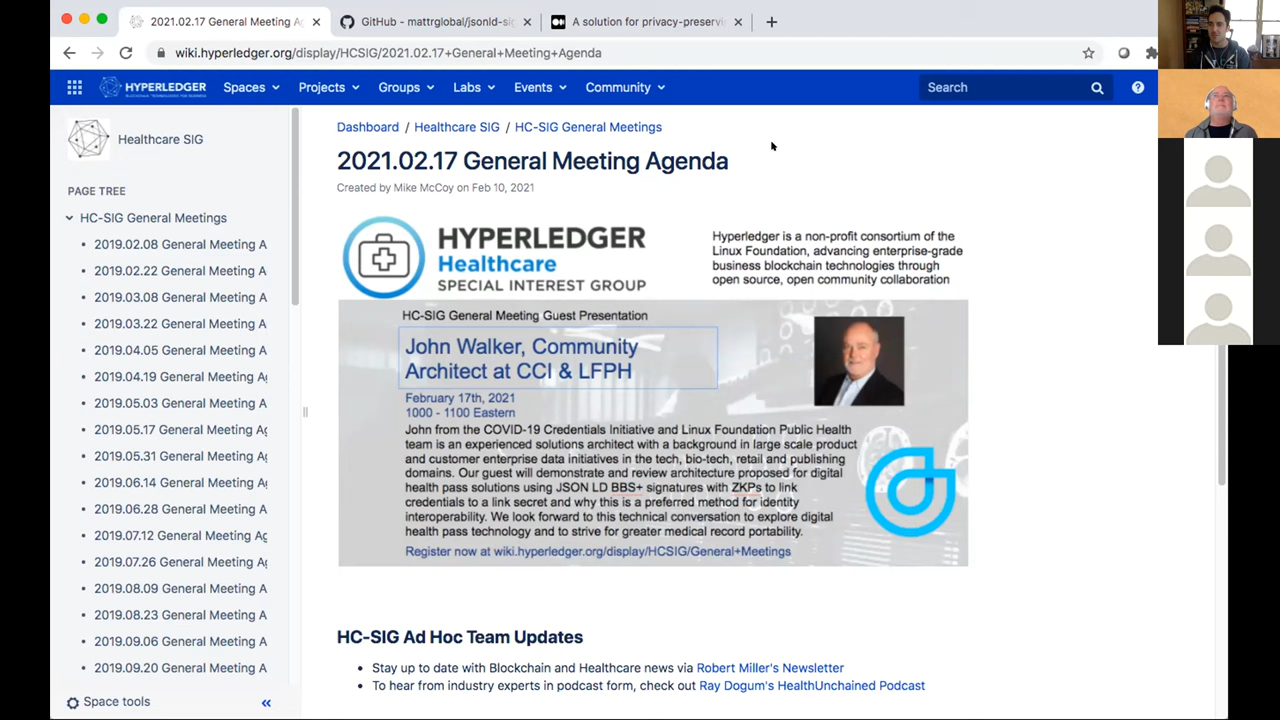 2021.02.17 General Meeting A
GitHub - mattrglobal/jsonld-si
A solution for privacy-preservi
wiki.hyperledger.org/display/HCSIG/2021.02.17+General+Meeting+Agenda
HYPERLEDGER
Spaces
Projects
Groups
Labs
Events
Community
Search
Healthcare SIG
PAGE TREE
HC-SIG General Meetings
2019.02.08 General Meeting A
2019.02.22 General Meeting A
2019.03.08 General Meeting A
2019.03.22 General Meeting A
2019.04.05 General Meeting A
2019.04.19 General Meeting Ag
2019.05.03 General Meeting A
2019.05.17 General Meeting Ag
2019.05.31 General Meeting A
2019.06.14 General Meeting Ag
2019.06.28 General Meeting A
2019.07.12 General Meeting Ag
2019.07.26 General Meeting Ag
2019.08.09 General Meeting A
2019.08.23 General Meeting A
2019.09.06 General Meeting A
2019.09.20 General Meeting A
Space tools
Dashboard / Healthcare SIG / HC-SIG General Meetings
2021.02.17 General Meeting Agenda
Created by Mike McCoy on Feb 10, 2021
HYPERLEDGER
Healthcare
SPECIAL INTEREST GROUP
Hyperledger is a non-profit consortium of the
Linux Foundation, advancing enterprise-grade
business blockchain technologies through
open source, open community collaboration
HC-SIG General Meeting Guest Presentation
John Walker, Community
Architect at CCI & LFPH
February 17th, 2021
1000 - 1100 Eastern
John from the COVID-19 Credentials Initiative and Linux Foundation Public Health
team is an experienced solutions architect with a background in large scale product
and customer enterprise data initiatives in the tech, bio-tech, retail and publishing
domains. Our guest will demonstrate and review architecture proposed for digital
health pass solutions using JSON LD BBS+ signatures with ZKPs to link
credentials to a link secret and why this is a preferred method for identity
interoperability. We look forward to this technical conversation to explore digital
health pass technology and to strive for greater medical record portability.
Register now at wiki.hyperledger.org/display/HCSIG/General+Meetings
HC-SIG Ad Hoc Team Updates
Stay up to date with Blockchain and Healthcare news via Robert Miller's Newsletter
To hear from industry experts in podcast form, check out Ray Dogum's HealthUnchained Podcast